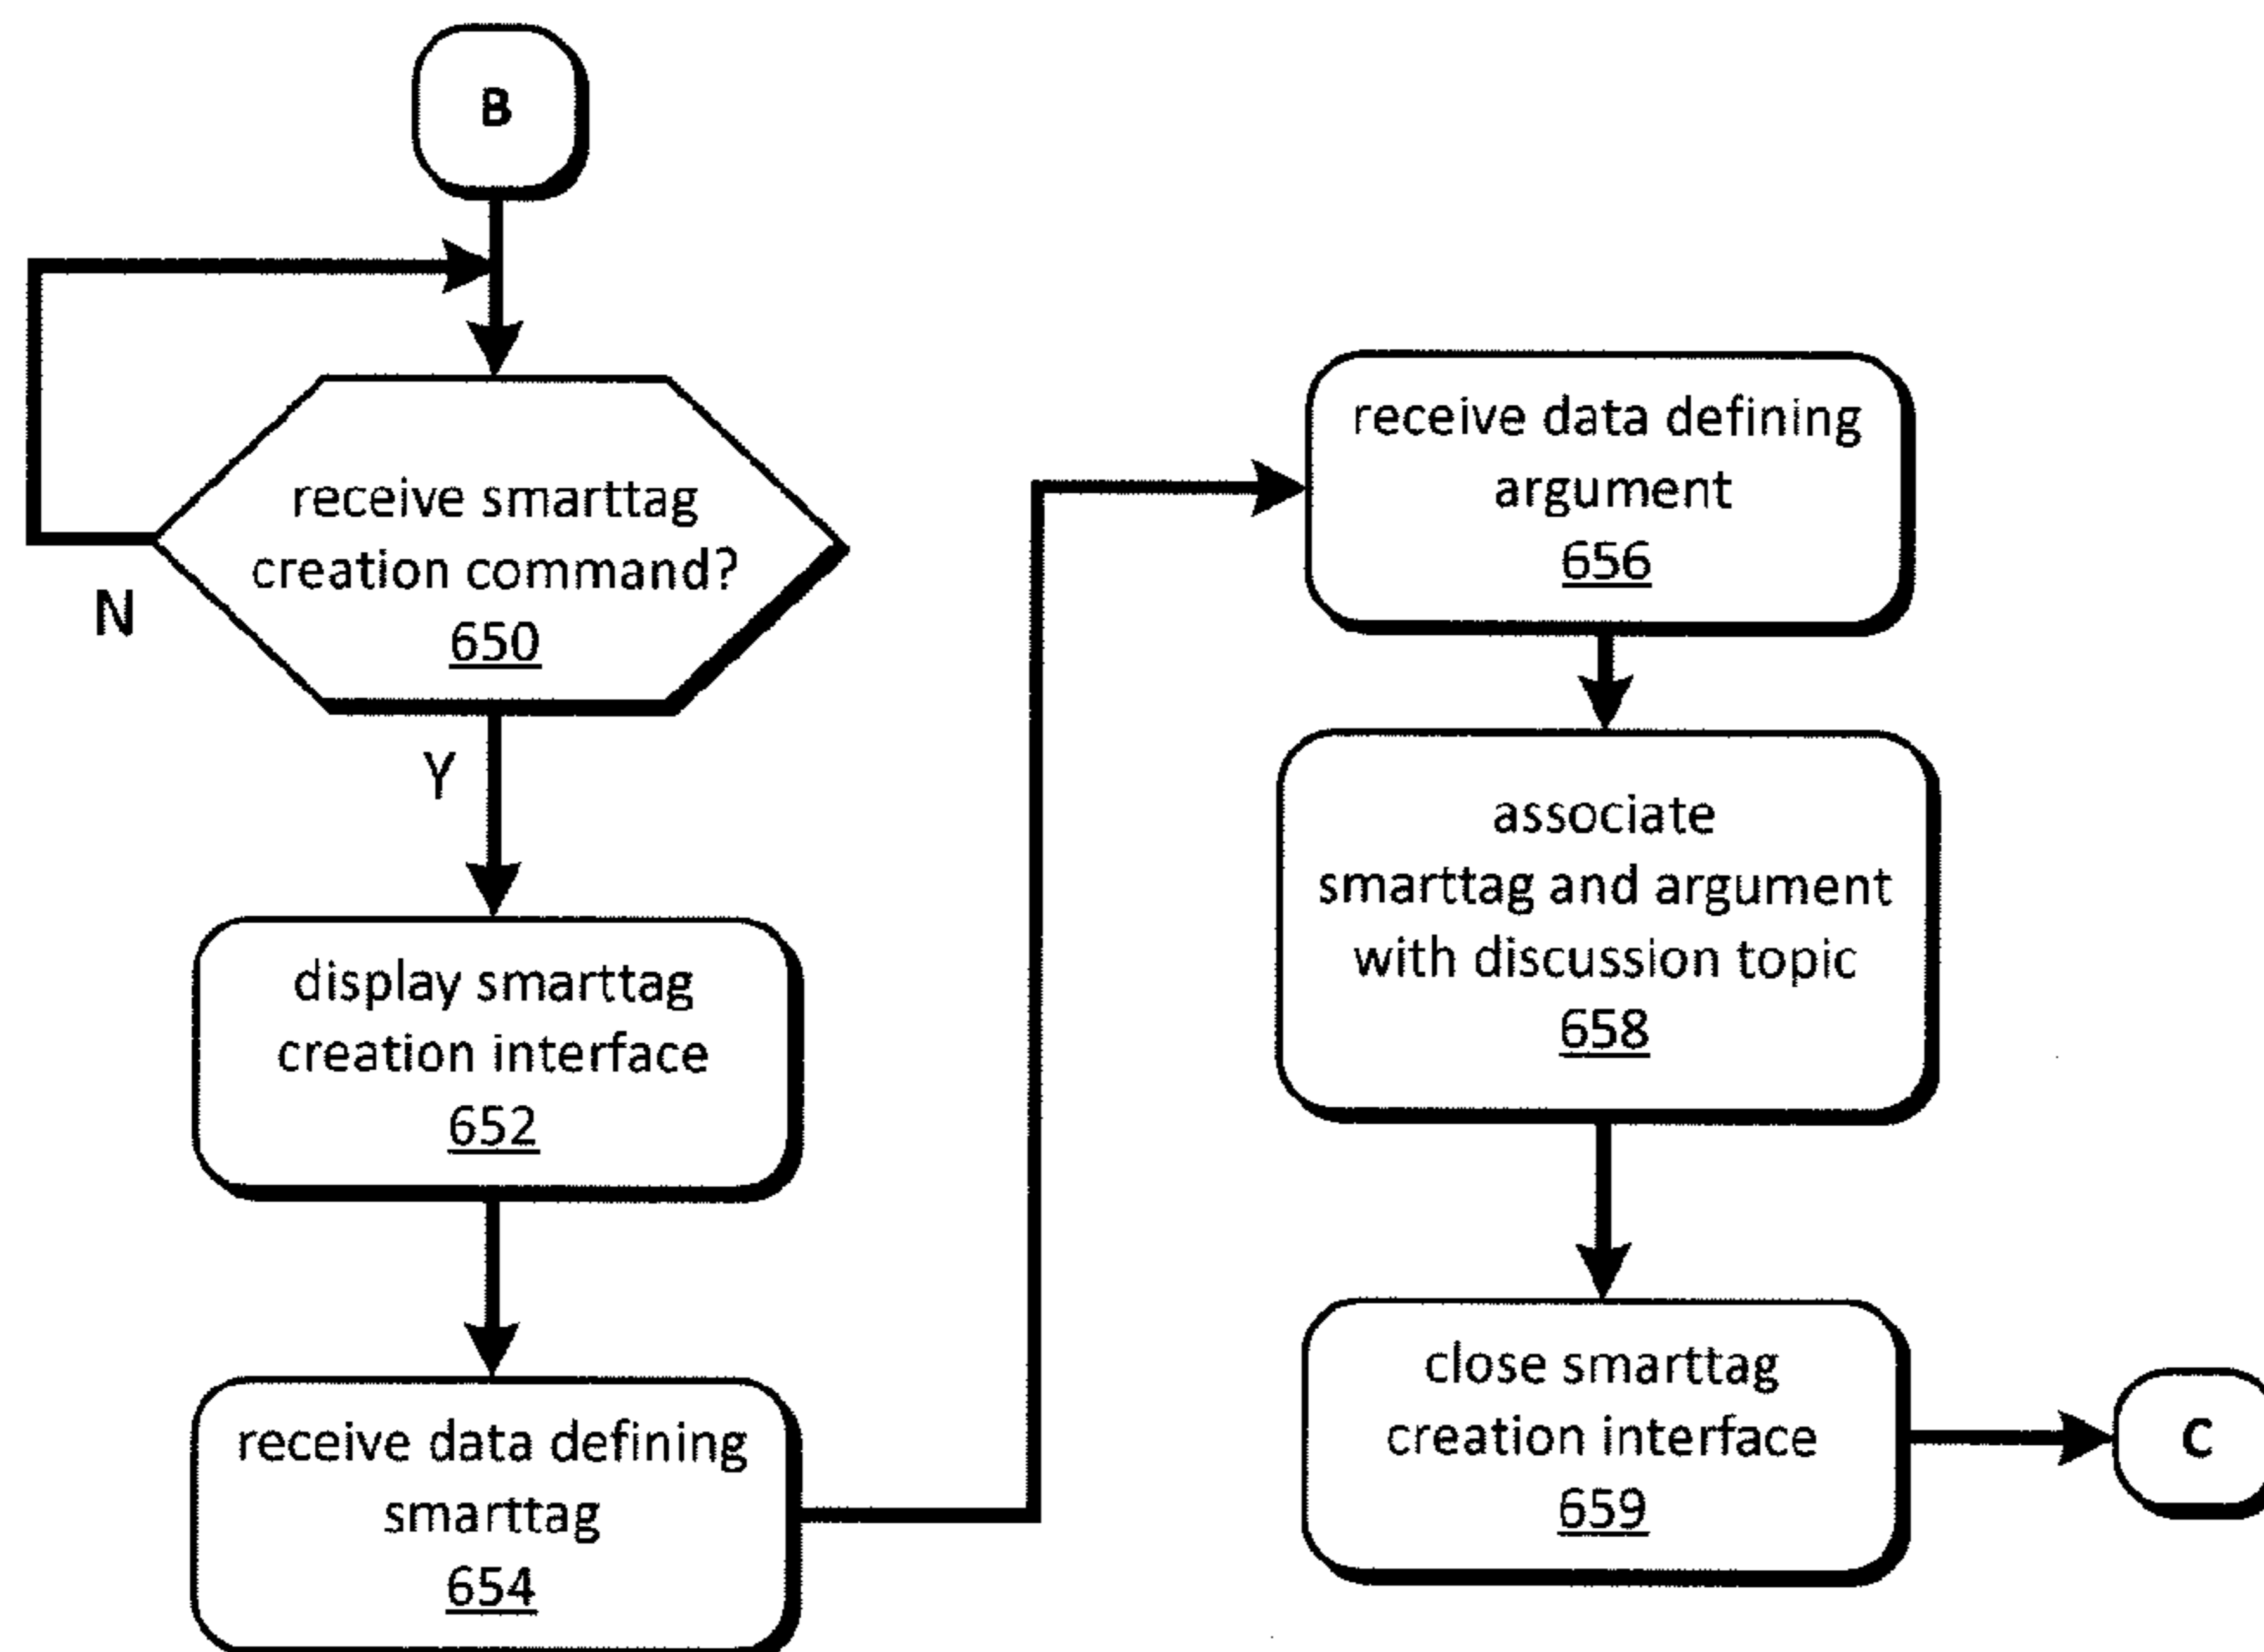 B
receive smarttag
creation command?
650
N
Y
display smarttag
creation interface
652
receive data defining
smarttag
654
receive data defining
argument
656
associate
smarttag and argument
with discussion topic
658
close smarttag
creation interface
659
C